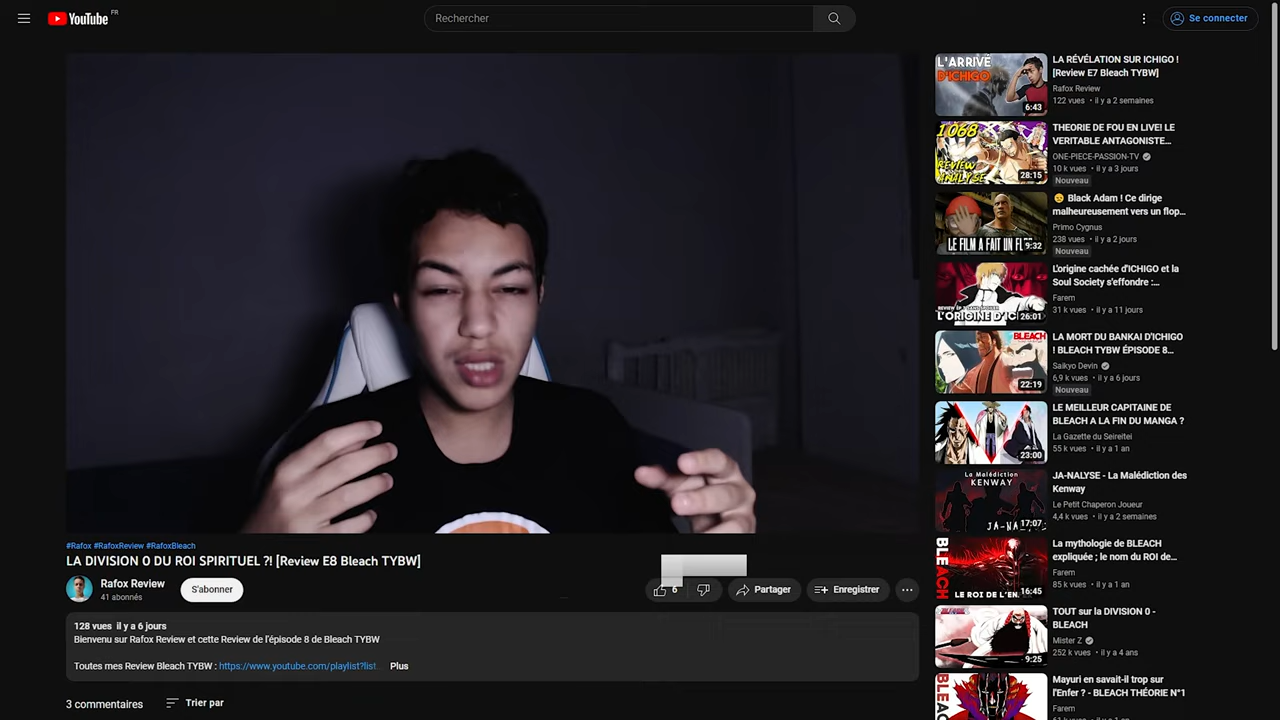 YouTube FR
Rechercher
Se connecter
#Rafox #RafoxReview #RafoxBleach
LA DIVISION 0 DU ROI SPIRITUEL ?! [Review E8 Bleach TYBW]
Rafox Review
41 abonnés
S'abonner
6
Partager
Enregistrer
128 vues il y a 6 jours
Bienvenu sur Rafox Review et cette Review de l'épisode 8 de Bleach TYBW
Toutes mes Review Bleach TYBW : https://www.youtube.com/playlist?list... Plus
3 commentaires
Trier par
L'ARRIVÉ
D'ICHIGO
6:43
LA RÉVÉLATION SUR ICHIGO !
[Review E7 Bleach TYBW]
Rafox Review
122 vues • il y a 2 semaines
1068
REVIEW
ANALYSE
28:15
THEORIE DE FOU EN LIVE! LE
VERITABLE ANTAGONISTE...
ONE-PIECE-PASSION-TV
10 k vues • il y a 3 jours
Nouveau
LE FILM A FAIT UN FL
9:32
Black Adam ! Ce dirige
malheureusement vers un flop...
Primo Cygnus
238 vues • il y a 2 jours
Nouveau
L'ORIGINE D'IC
26:01
L'origine cachée d'ICHIGO et la
Soul Society s'effondre :...
Farem
31 k vues • il y a 11 jours
BLEACH
22:19
LA MORT DU BANKAI D'ICHIGO
! BLEACH TYBW ÉPISODE 8...
Saikyo Devin
6,9 k vues • il y a 6 jours
Nouveau
23:00
LE MEILLEUR CAPITAINE DE
BLEACH A LA FIN DU MANGA ?
La Gazette du Seireitei
55 k vues • il y a 1 an
La Malédiction des
KENWAY
JA-NAL
17:07
JA-NALYSE - La Malédiction des
Kenway
Le Petit Chaperon Joueur
4,4 k vues • il y a 2 semaines
BLEACH
LE ROI DE L'EN
16:45
La mythologie de BLEACH
expliquée ; le nom du ROI de...
Farem
85 k vues • il y a 1 an
9:25
TOUT sur la DIVISION 0 -
BLEACH
Mister Z
252 k vues • il y a 4 ans
Mayuri en savait-il trop sur
l'Enfer ? - BLEACH THÉORIE N°1
Farem